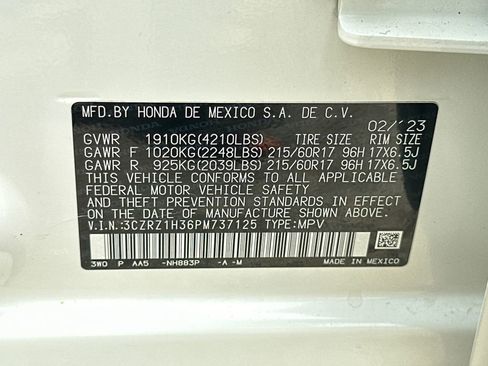 MFD.BY HONDA DE MEXICO S.A. DE C.V.
02/'23
GVWR 1910KG(4210LBS) TIRE SIZE RIM SIZE
GAWR F 1020KG(2248LBS) 215/60R17 96H 17X6.5J
GAWR R 925KG(2039LBS) 215/60R17 96H 17X6.5J
THIS VEHICLE CONFORMS TO ALL APPLICABLE
FEDERAL MOTOR VEHICLE SAFETY
AND THEFT PREVENTION STANDARDS IN EFFECT
ON THE DATE OF MANUFACTURE SHOWN ABOVE.
V.I.N.:3CZRZ1H36PM737125 TYPE:MPV
3W0 P AA5 -NH883P -A -M MADE IN MEXICO